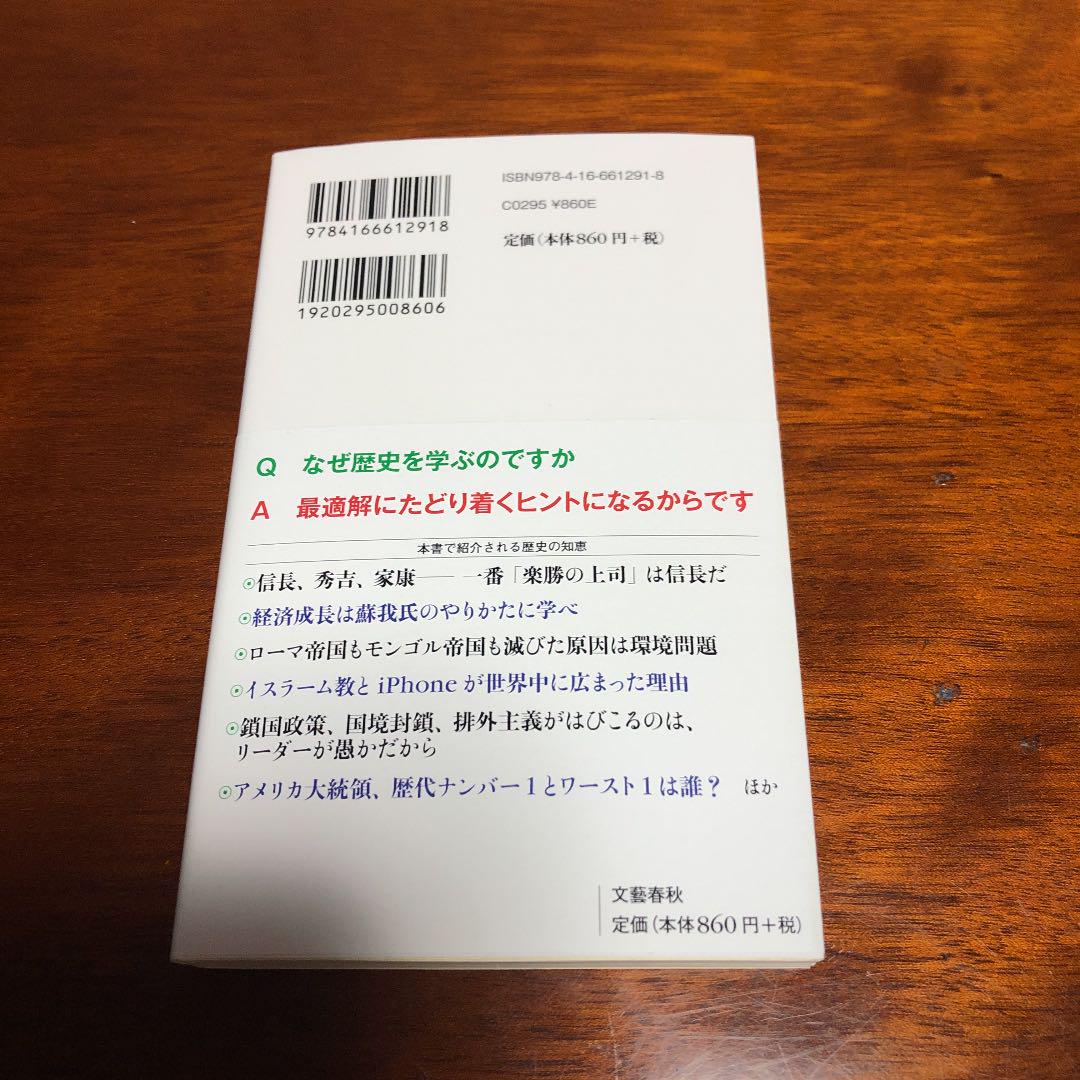 ISBN978-4-16-661291-8
C0295 ¥860E
定価(本体860円+税)
9784166612918
1920295008606
Q なぜ歴史を学ぶのですか
A 最適解にたどり着くヒントになるからです
本書で紹介される歴史の知恵
⦿信長、秀吉、家康── 一番「楽勝の上司」は信長だ
⦿経済成長は蘇我氏のやりかたに学べ
⦿ローマ帝国もモンゴル帝国も滅びた原因は環境問題
⦿イスラーム教とiPhoneが世界中に広まった理由
⦿鎖国政策、国境封鎖、排外主義がはびこるのは、
リーダーが愚かだから
⦿アメリカ大統領、歴代ナンバー1とワースト1は誰? ほか
文藝春秋
定価(本体860円+税)